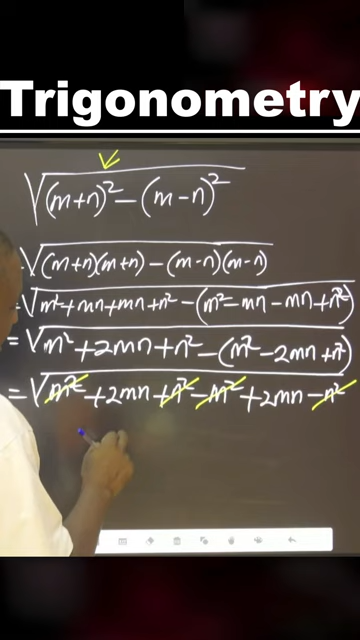 Trigonometry
√(m+n)² − (m−n)²
= √(m+n)(m+n) − (m−n)(m−n)
= √m² + mn + mn + n² − (m² − mn − mn + n²)
= √m² + 2mn + n² − (m² − 2mn + n²)
= √m² + 2mn + n² − m² + 2mn − n²